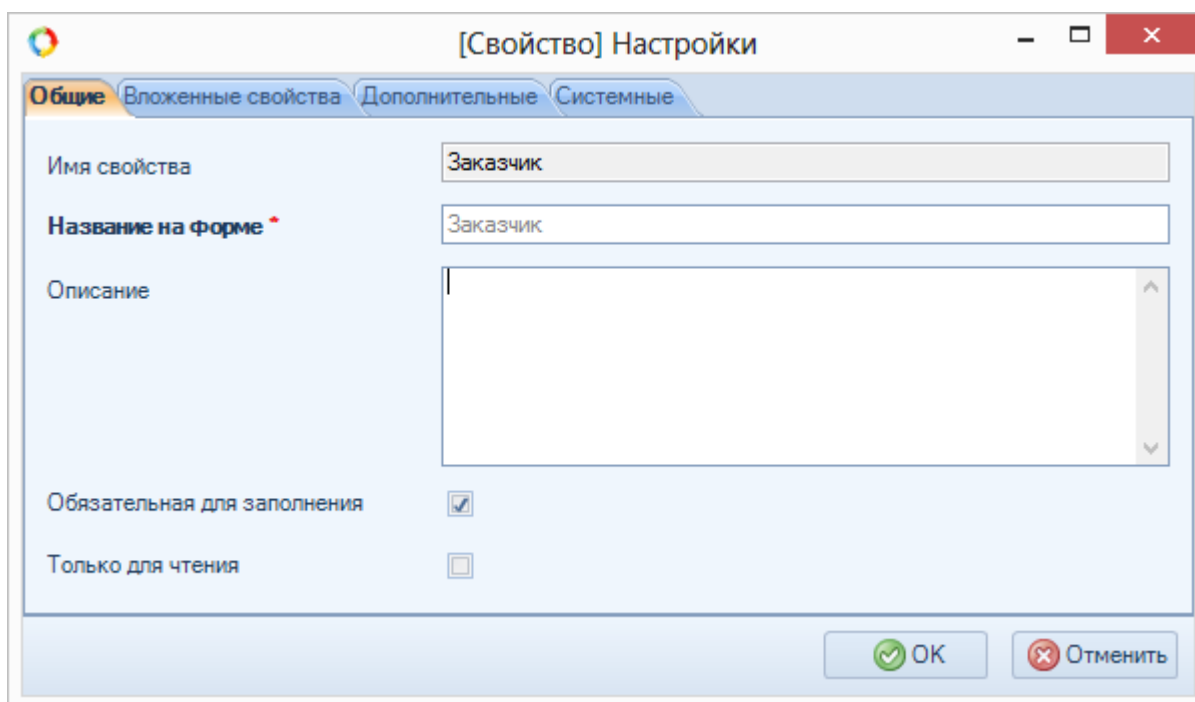 [Свойство] Настройки
Общие Вложенные свойства Дополнительные Системные
Имя свойства Заказчик
Название на форме * Заказчик
Описание
Обязательная для заполнения
Только для чтения
OK Отменить